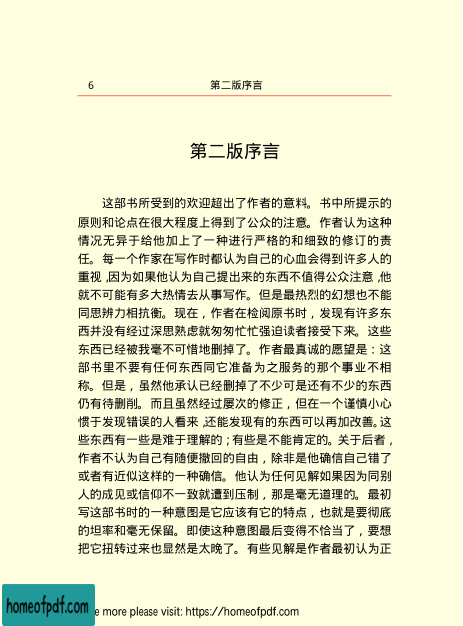 6 第二版序言
第二版序言
这部书所受到的欢迎超出了作者的意料。书中所提示的
原则和论点在很大程度上得到了公众的注意。作者认为这种
情况无异于给他加上了一种进行严格的和细致的修订的责
任。每一个作家在写作时都认为自己的心血会得到许多人的
重视，因为如果他认为自己提出来的东西不值得公众注意，他
就不可能有多大热情去从事写作。但是最热烈的幻想也不能
同思辨力相抗衡。现在，作者在检阅原书时，发现有许多东
西并没有经过深思熟虑就匆匆忙忙强迫读者接受下来。这些
东西已经被我毫不可惜地删掉了。作者最真诚的愿望是：这
部书里不要有任何东西同它准备为之服务的那个事业不相
称。但是，虽然他承认已经删掉了不少可是还有不少的东西
仍有待删削。而且虽然经过屡次的修正，但在一个谨慎小心
惯于发现错误的人看来，还能发现有的东西可以再加改善。这
些东西有一些是难于理解的；有些是不能肯定的。关于后者，
作者不认为自己有随便撤回的自由，除非是他确信自己错了
或者有近似这样的一种确信。他认为任何见解如果因为同别
人的成见或信仰不一致就遭到压制，那是毫无道理的。最初
写这部书时的一种意图是它应该有它的特点，也就是要彻底
的坦率和毫无保留。即使这种意图最后变得不恰当了，要想
把它扭转过来也显然是太晚了。有些见解是作者最初认为正
homeofpdf.com
e more please visit: https://homeofpdf.com